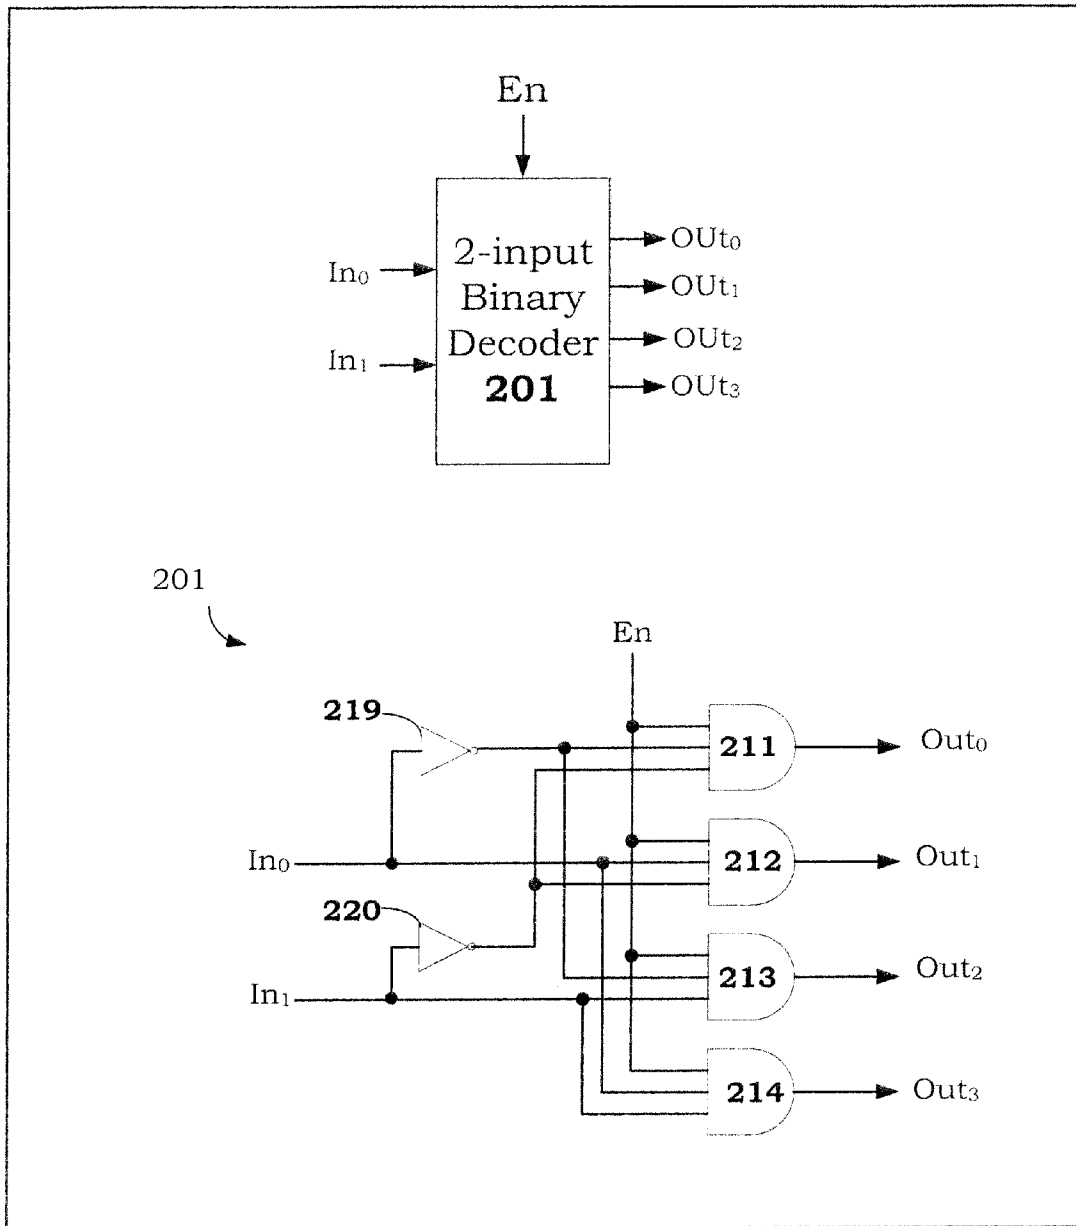 En
2-input
Binary
Decoder
201
In₀
In₁
OUt₀
OUt₁
OUt₂
OUt₃
201
En
219
211
Out₀
In₀
212
Out₁
220
213
Out₂
In₁
214
Out₃